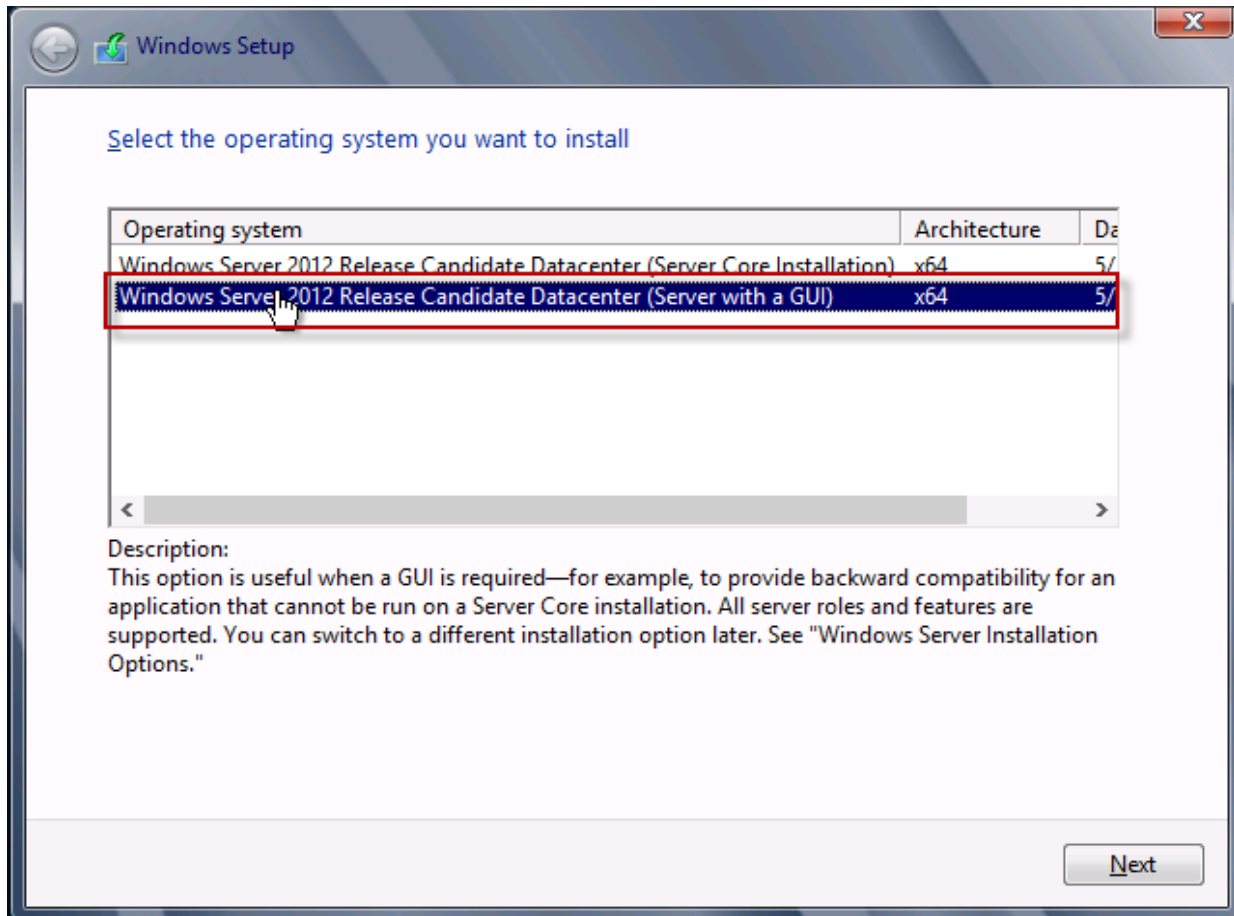 Windows Setup
Select the operating system you want to install
Operating system Architecture Da
Windows Server 2012 Release Candidate Datacenter (Server Core Installation) x64 5/
Windows Server 2012 Release Candidate Datacenter (Server with a GUI) x64 5/
Description:
This option is useful when a GUI is required—for example, to provide backward compatibility for an
application that cannot be run on a Server Core installation. All server roles and features are
supported. You can switch to a different installation option later. See "Windows Server Installation
Options."
Next